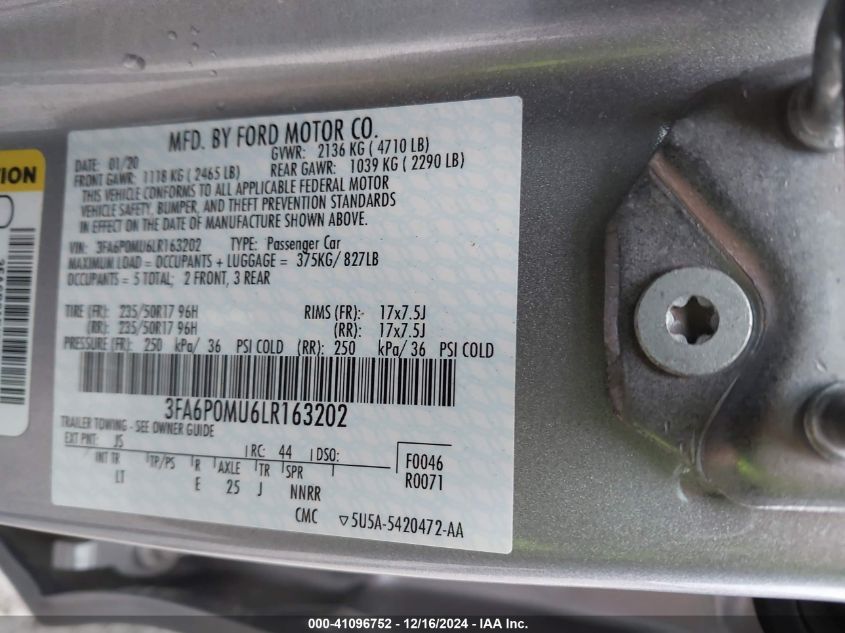 MFD. BY FORD MOTOR CO.
DATE: 01/20 GVWR: 2136 KG ( 4710 LB)
FRONT GAWR: 1118 KG ( 2465 LB) REAR GAWR: 1039 KG ( 2290 LB)
THIS VEHICLE CONFORMS TO ALL APPLICABLE FEDERAL MOTOR
VEHICLE SAFETY, BUMPER, AND THEFT PREVENTION STANDARDS
IN EFFECT ON THE DATE OF MANUFACTURE SHOWN ABOVE.
VIN: 3FA6P0MU6LR163202 TYPE: Passenger Car
MAXIMUM LOAD = OCCUPANTS + LUGGAGE = 375KG/ 827LB
OCCUPANTS = 5 TOTAL; 2 FRONT, 3 REAR
TIRE (FR): 235/50R17 96H RIMS (FR):- 17x7.5J
(RR): 235/50R17 96H (RR): 17x7.5J
PRESSURE (FR): 250 kPa/ 36 PSI COLD (RR): 250 kPa/ 36 PSI COLD
3FA6P0MU6LR163202
TRAILER TOWING - SEE OWNER GUIDE
EXT PNT: JS RC: 44 DSO: F0046
INT TR TP/PS R AXLE TR SPR R0071
LT E 25 J NNRR
CMC ▽5U5A-5420472-AA
000-41096752 - 12/16/2024 - IAA Inc.